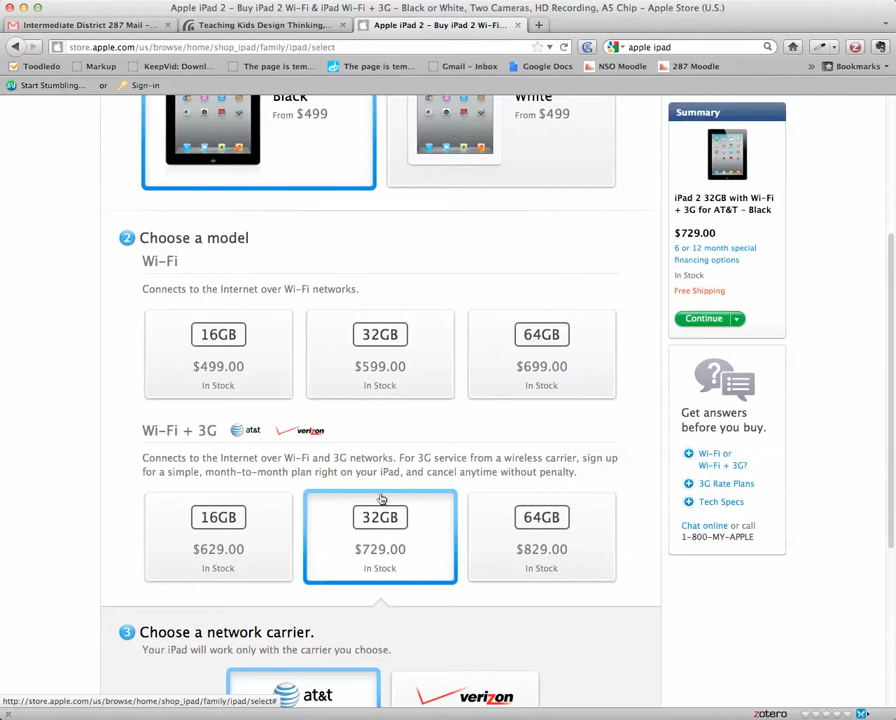 Apple iPad 2 – Buy iPad 2 Wi-Fi & iPad Wi-Fi + 3G – Black or White, Two Cameras, HD Recording, A5 Chip – Apple Store (U.S.)
Intermediate District 287 Mail – ...
Teaching Kids Design Thinking,...
Apple iPad 2 – Buy iPad 2 Wi-Fi...
store.apple.com/us/browse/home/shop_ipad/family/ipad/select
apple ipad
Toodledo
Markup
KeepVid: Downl...
The page is tem...
The page is tem...
Gmail – Inbox
Google Docs
NSO Moodle
287 Moodle
Bookmarks
Start Stumbling...
Sign-in
Black
From $499
White
From $499
2 Choose a model
Wi-Fi
Connects to the Internet over Wi-Fi networks.
16GB
$499.00
In Stock
32GB
$599.00
In Stock
64GB
$699.00
In Stock
Wi-Fi + 3G at&t verizon
Connects to the Internet over Wi-Fi and 3G networks. For 3G service from a wireless carrier, sign up
for a simple, month-to-month plan right on your iPad, and cancel anytime without penalty.
16GB
$629.00
In Stock
32GB
$729.00
In Stock
64GB
$829.00
In Stock
3 Choose a network carrier.
Your iPad will work only with the carrier you choose.
at&t
verizon
Summary
iPad 2 32GB with Wi-Fi
+ 3G for AT&T – Black
$729.00
6 or 12 month special
financing options
In Stock
Free Shipping
Continue
Get answers
before you buy.
Wi-Fi or
Wi-Fi + 3G?
3G Rate Plans
Tech Specs
Chat online or call
1-800-MY-APPLE
http://store.apple.com/us/browse/home/shop_ipad/family/ipad/select#
zotero